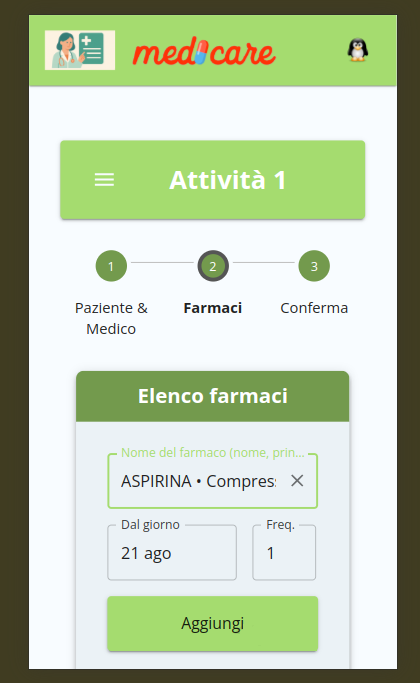 medicare
Attività 1
1
2
3
Paziente &
Medico
Farmaci
Conferma
Elenco farmaci
Nome del farmaco (nome, prin...
ASPIRINA • Compres
Dal giorno
Freq.
21 ago
1
Aggiungi